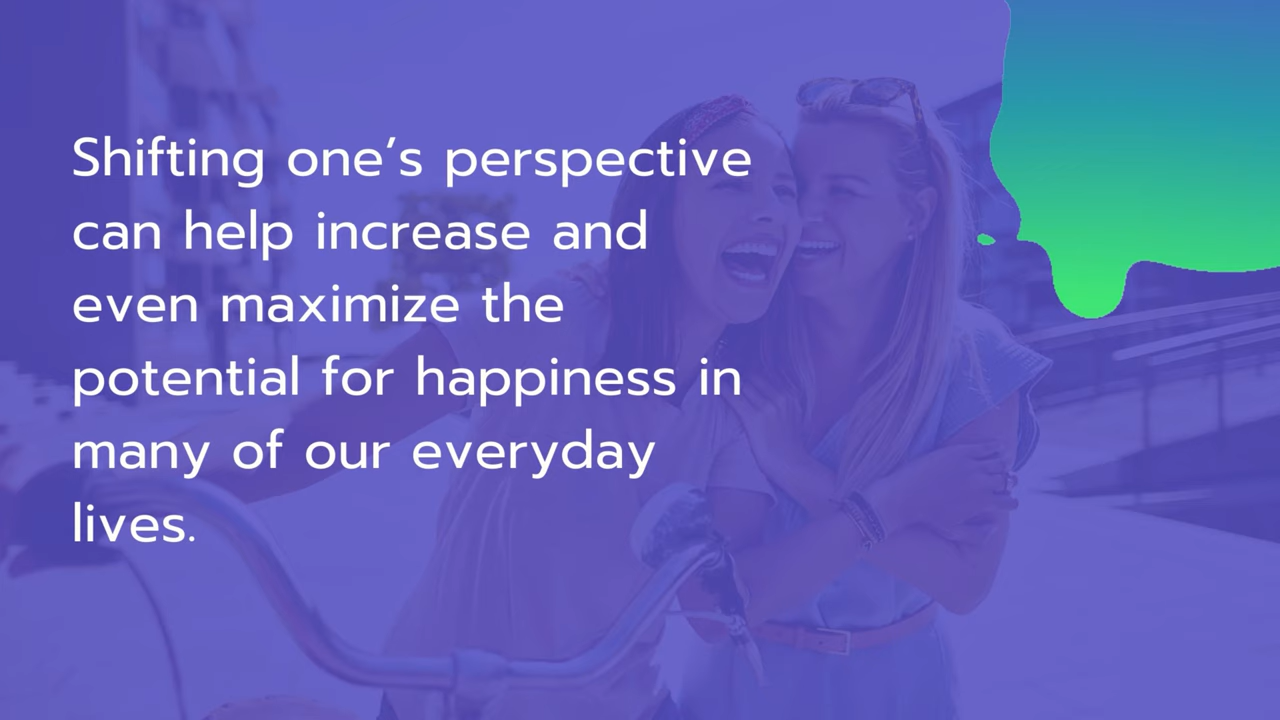 Shifting one’s perspective
can help increase and
even maximize the
potential for happiness in
many of our everyday
lives.